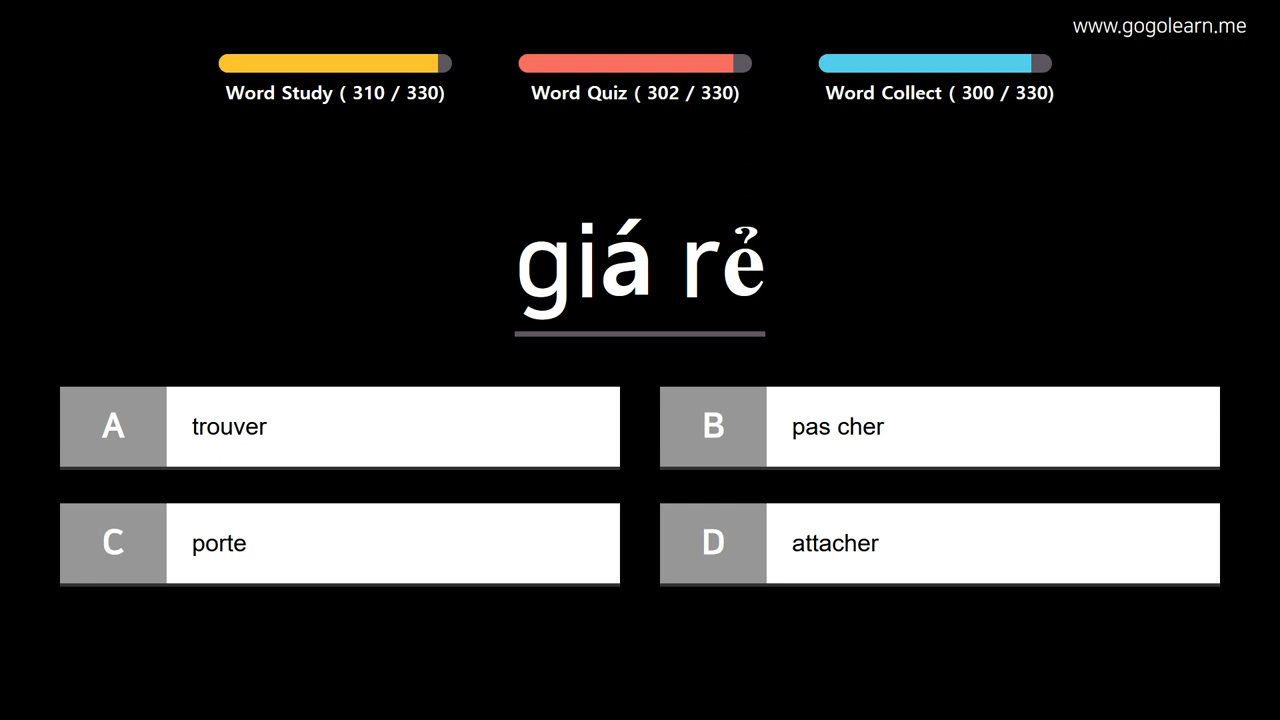 www.gogolearn.me
Word Study ( 310 / 330)
Word Quiz ( 302 / 330)
Word Collect ( 300 / 330)
giá rẻ
A trouver
B pas cher
C porte
D attacher